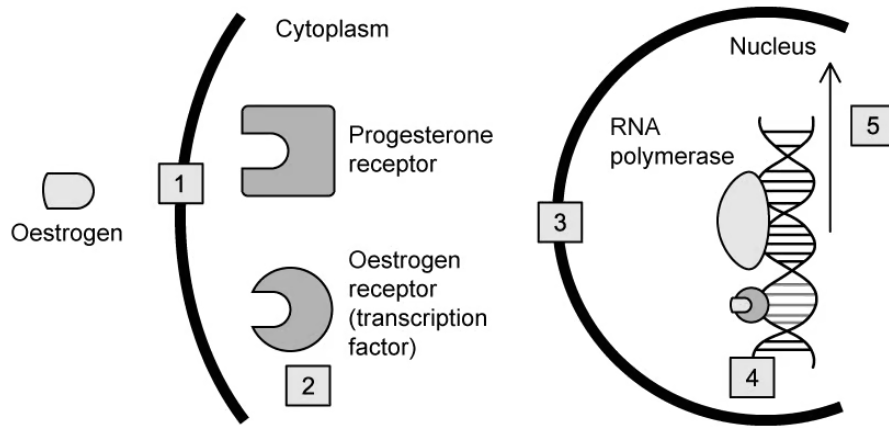 Cytoplasm
Nucleus
Progesterone
receptor
RNA
polymerase
5
1
Oestrogen
3
Oestrogen
receptor
(transcription
factor)
2
4